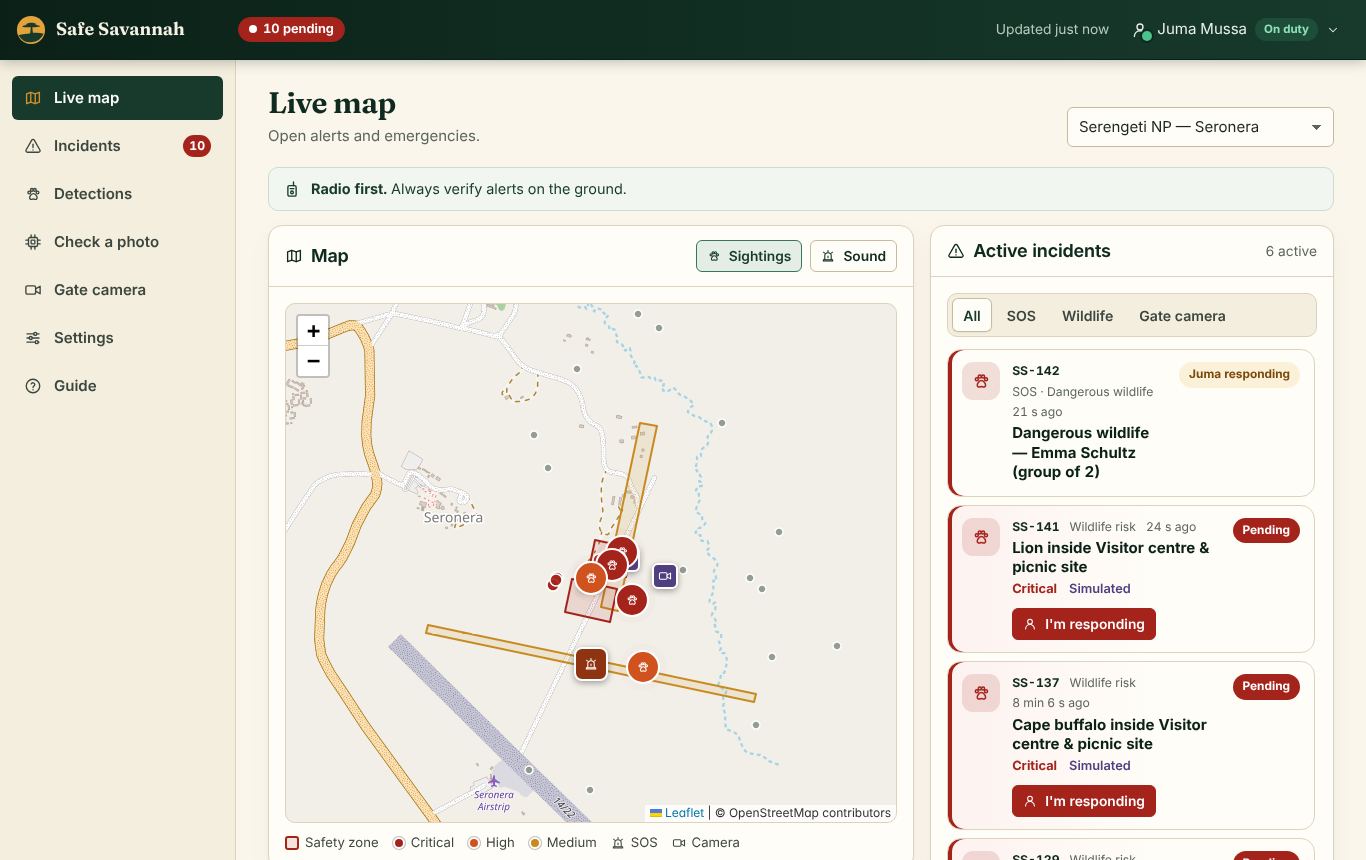 Safe Savannah
10 pending
Updated just now
Juma Mussa
On duty
Live map
Incidents
10
Detections
Check a photo
Gate camera
Settings
Guide
Live map
Open alerts and emergencies.
Serengeti NP — Seronera
Radio first. Always verify alerts on the ground.
Map
Sightings
Sound
+
−
Seronera
Seronera
Airstrip
14/22
Leaflet | © OpenStreetMap contributors
Safety zone
Critical
High
Medium
SOS
Camera
Active incidents
6 active
All
SOS
Wildlife
Gate camera
SS-142
Juma responding
SOS · Dangerous wildlife
21 s ago
Dangerous wildlife
— Emma Schultz
(group of 2)
SS-141 Wildlife risk 24 s ago
Pending
Lion inside Visitor centre &
picnic site
Critical Simulated
I'm responding
SS-137 Wildlife risk
Pending
8 min 6 s ago
Cape buffalo inside Visitor
centre & picnic site
Critical Simulated
I'm responding